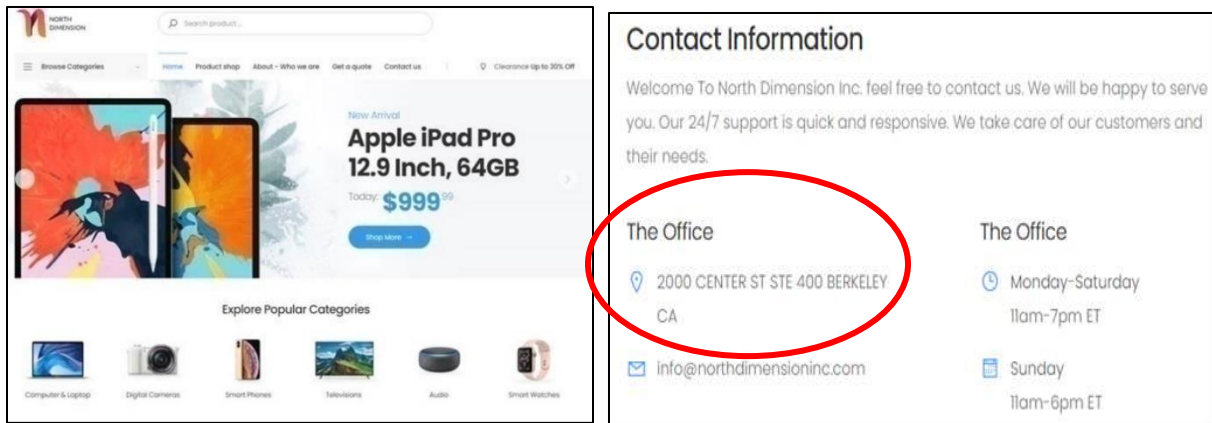 NORTH
DIMENSION
Search product...
Browse Categories
Home Product shop About - Who we are Get a quote Contact us
Clearance Up to 30% Off
New Arrival
Apple iPad Pro
12.9 Inch, 64GB
Today: $999.99
Shop More →
Explore Popular Categories
Computer & Laptop Digital Cameras Smart Phones Televisions Audio Smart Watches
Contact Information
Welcome To North Dimension Inc. feel free to contact us. We will be happy to serve
you. Our 24/7 support is quick and responsive. We take care of our customers and
their needs.
The Office
2000 CENTER ST STE 400 BERKELEY
CA
info@northdimensioninc.com
The Office
Monday-Saturday
11am-7pm ET
Sunday
11am-6pm ET